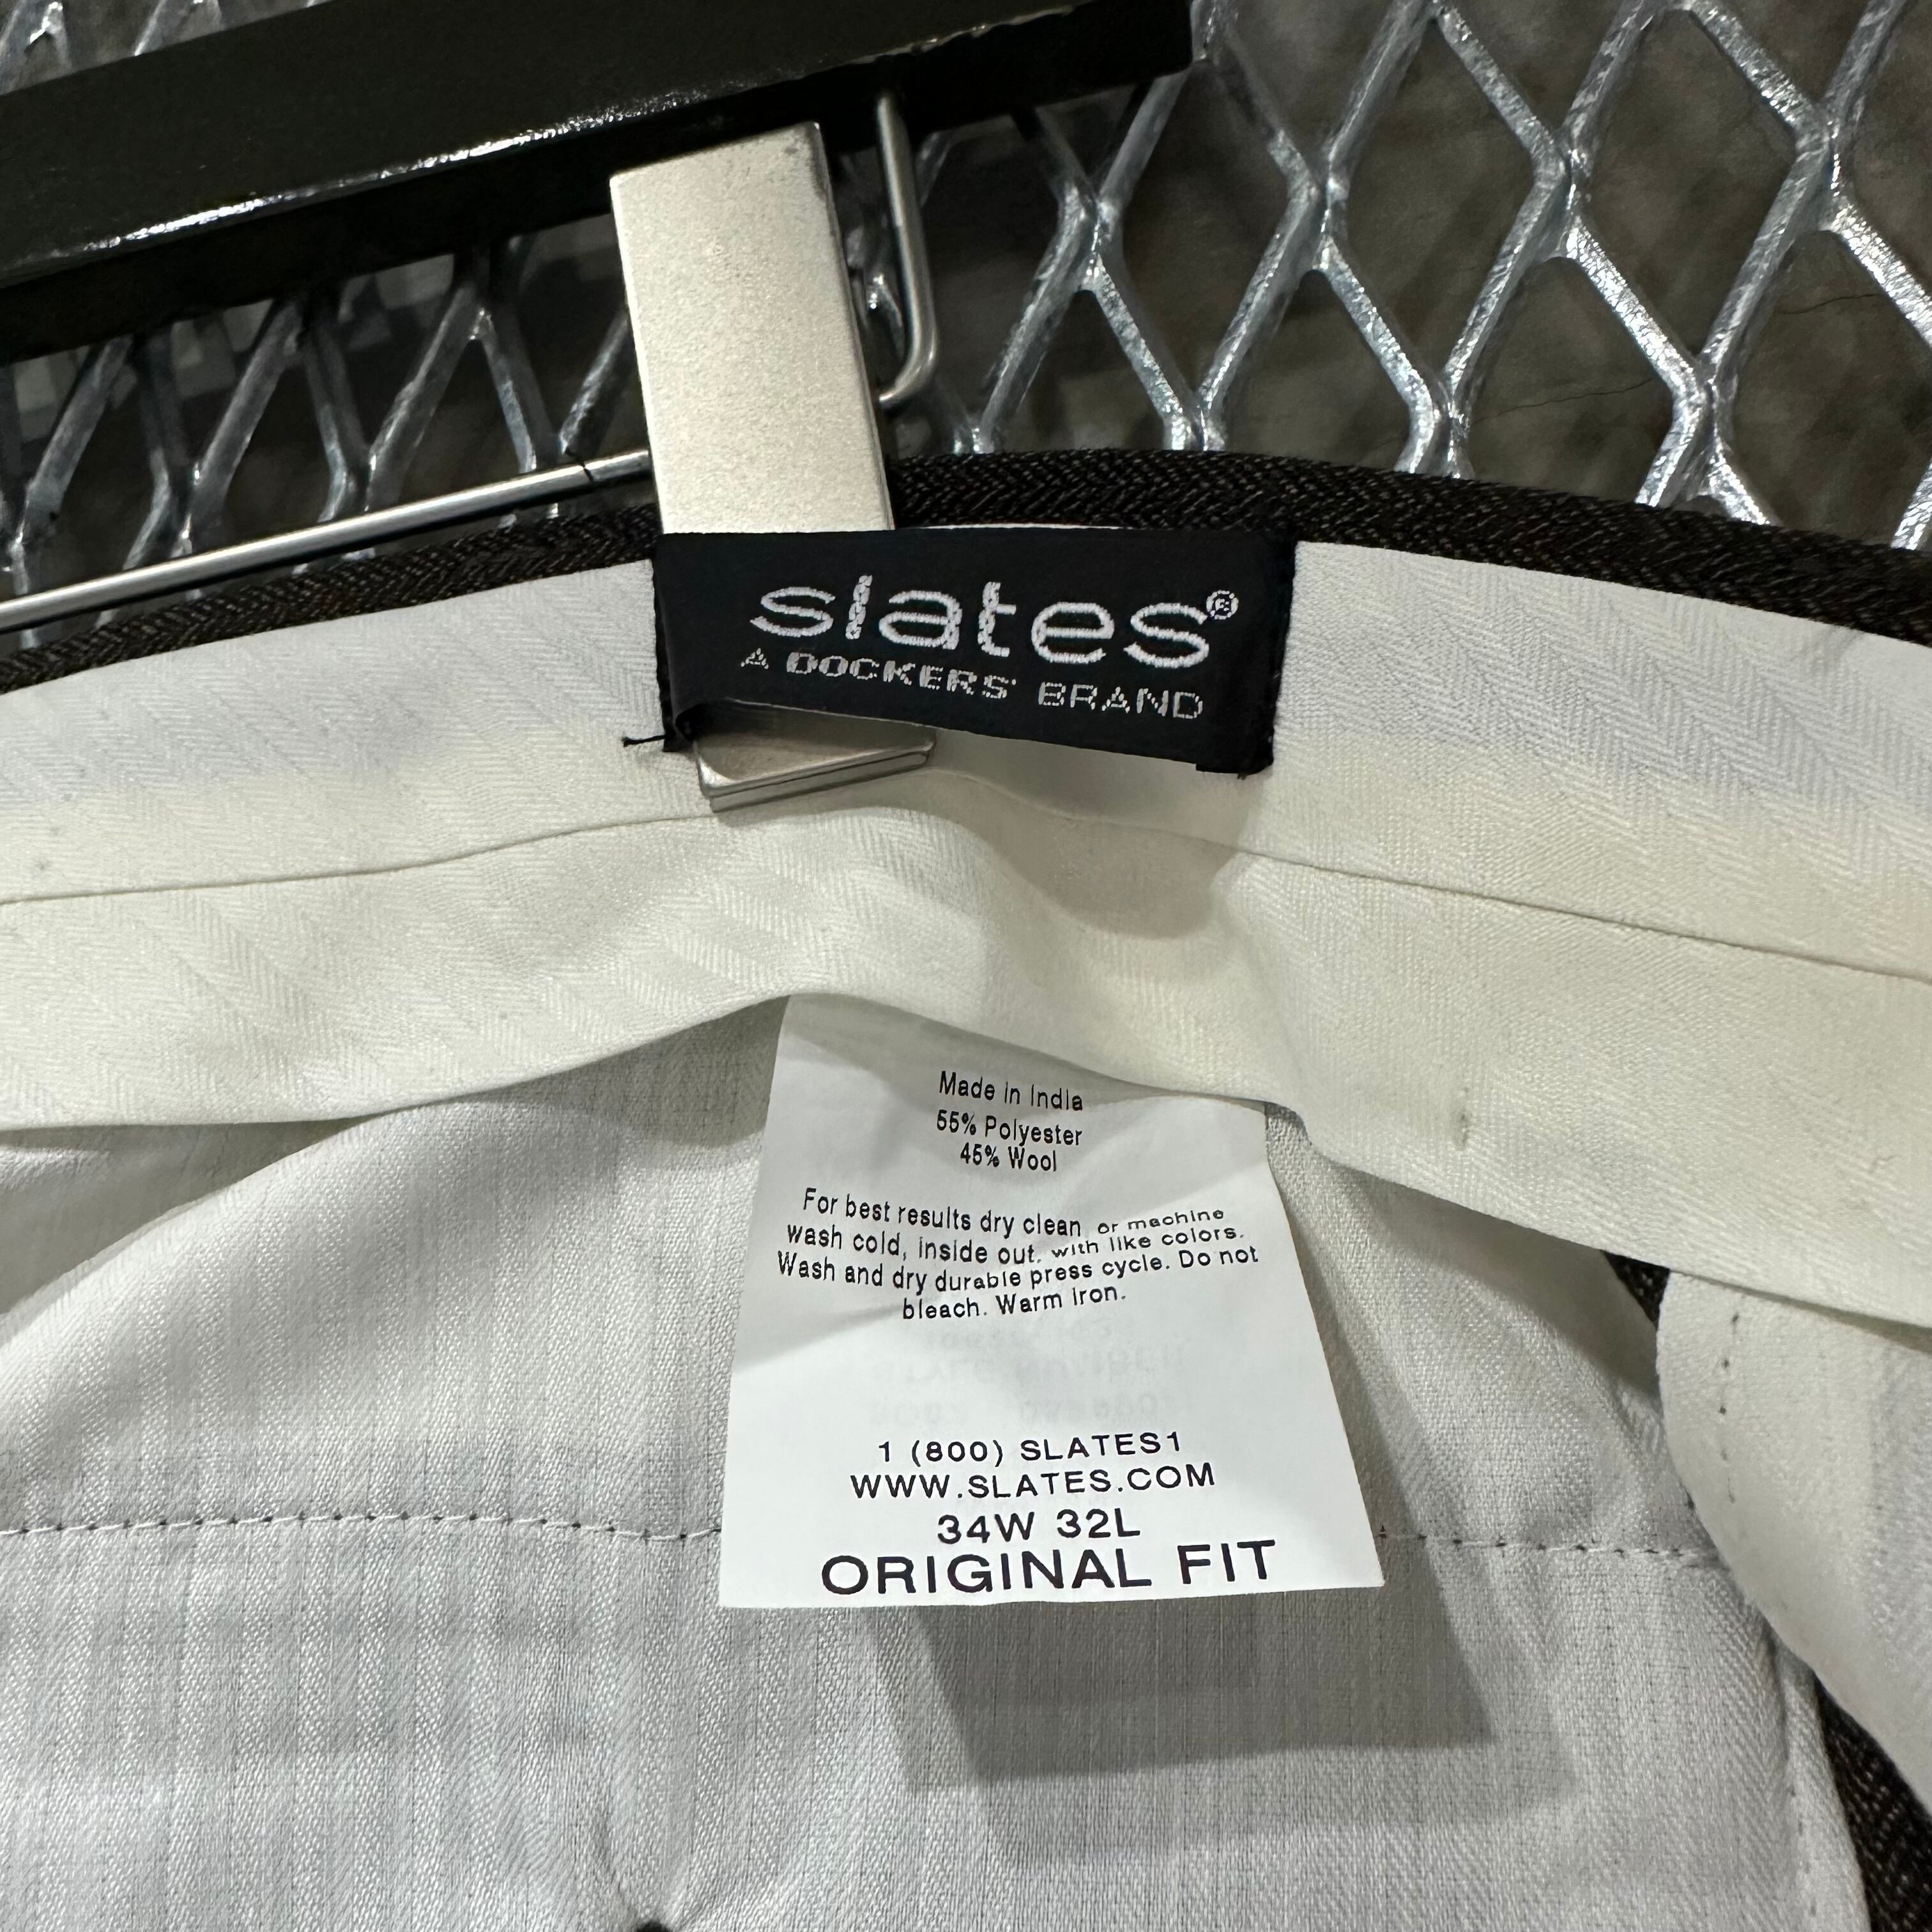 slates®
A DOCKERS® BRAND
Made in India
55% Polyester
45% Wool
For best results dry clean or machine
wash cold, inside out, with like colors.
Wash and dry durable press cycle. Do not
bleach. Warm iron.
1 (800) SLATES1
WWW.SLATES.COM
34W 32L
ORIGINAL FIT